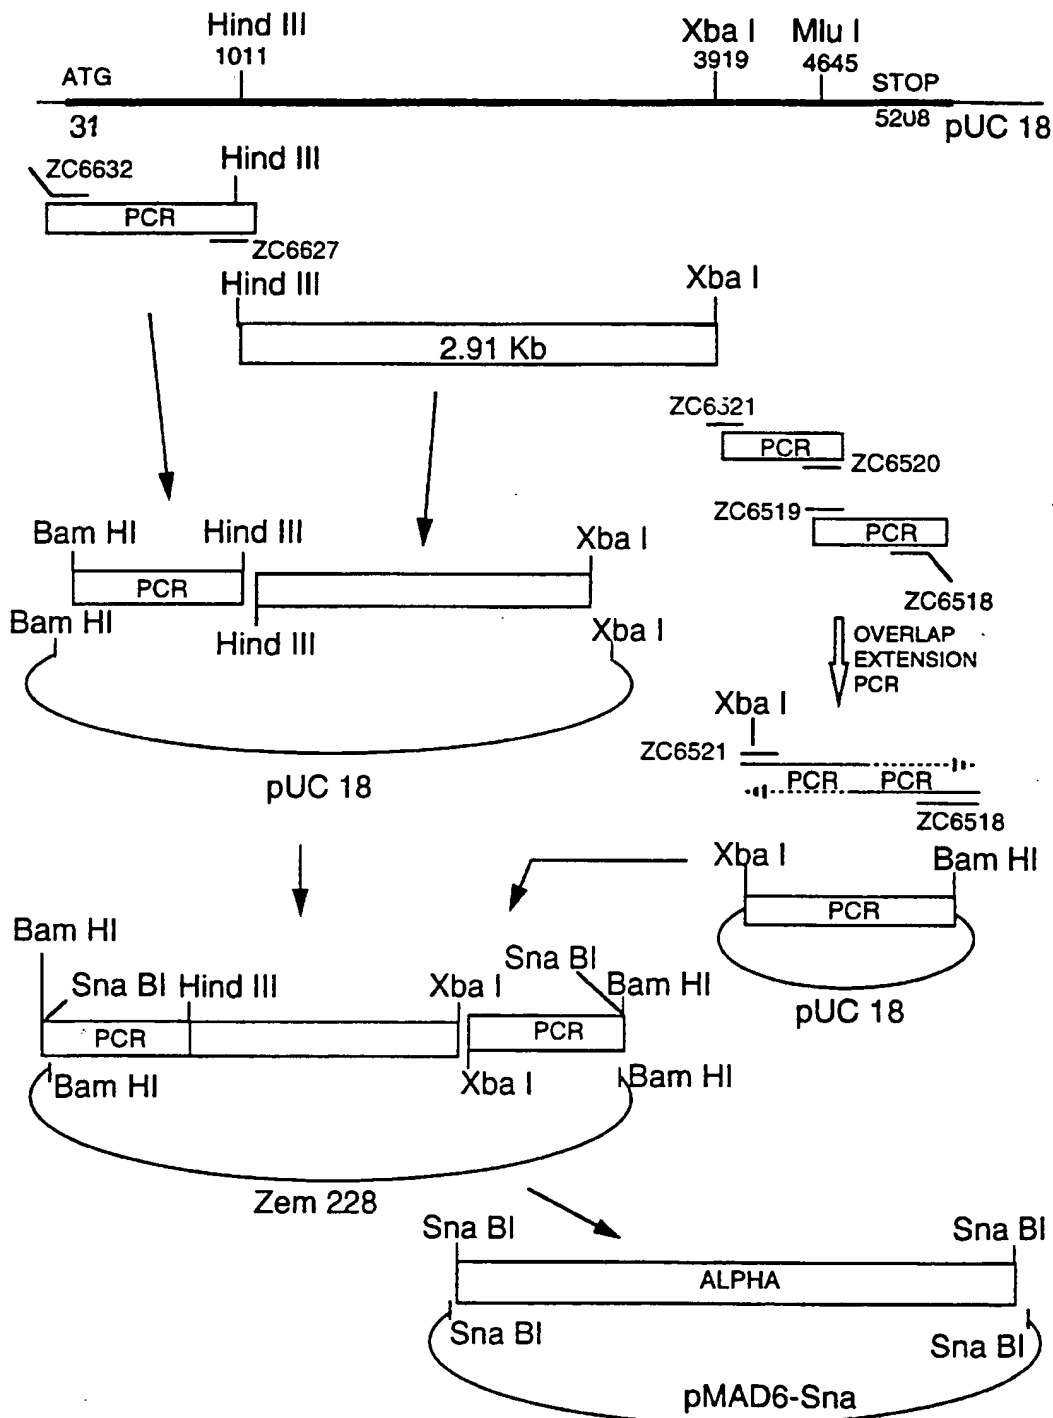 Hind III
1011
Xba I
3919
Mlu I
4645
ATG
31
STOP
5208
pUC 18
ZC6632
Hind III
PCR
ZC6627
Hind III
Xba I
2.91 Kb
ZC6521
PCR
ZC6520
ZC6519
PCR
ZC6518
OVERLAP
EXTENSION
PCR
Bam HI
Hind III
Xba I
PCR
Bam HI
Hind III
Xba I
pUC 18
Xba I
ZC6521
PCR PCR
ZC6518
Xba I
Bam HI
PCR
pUC 18
Bam HI
Sna BI
Hind III
Xba I
Sna BI
Bam HI
PCR
PCR
Bam HI
Xba I
Bam HI
Zem 228
Sna BI
Sna BI
ALPHA
Sna BI
Sna BI
pMAD6-Sna